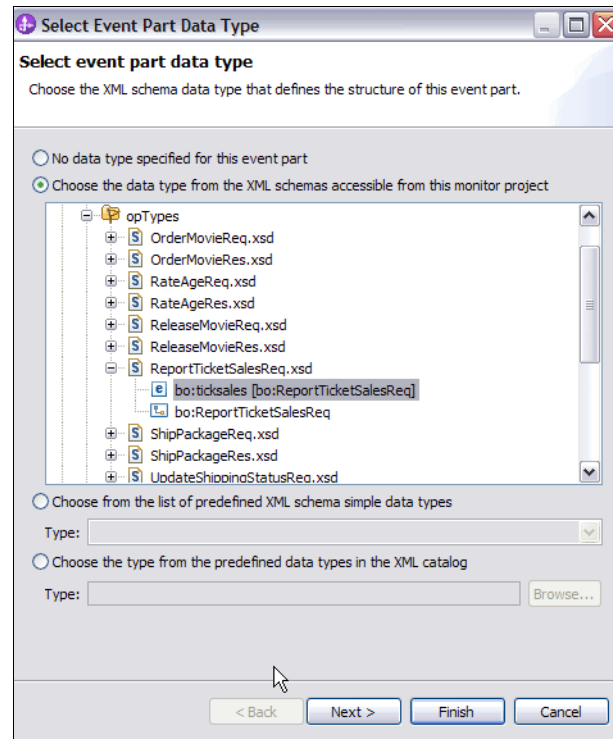 Select Event Part Data Type
Select event part data type
Choose the XML schema data type that defines the structure of this event part.
No data type specified for this event part
Choose the data type from the XML schemas accessible from this monitor project
opTypes
OrderMovieReq.xsd
OrderMovieRes.xsd
RateAgeReq.xsd
RateAgeRes.xsd
ReleaseMovieReq.xsd
ReleaseMovieRes.xsd
ReportTicketSalesReq.xsd
bo:ticksales [bo:ReportTicketSalesReq]
bo:ReportTicketSalesReq
ShipPackageReq.xsd
ShipPackageRes.xsd
UpdateShippingStatusReq.xsd
Choose from the list of predefined XML schema simple data types
Type:
Choose the type from the predefined data types in the XML catalog
Type: Browse...
< Back Next > Finish Cancel